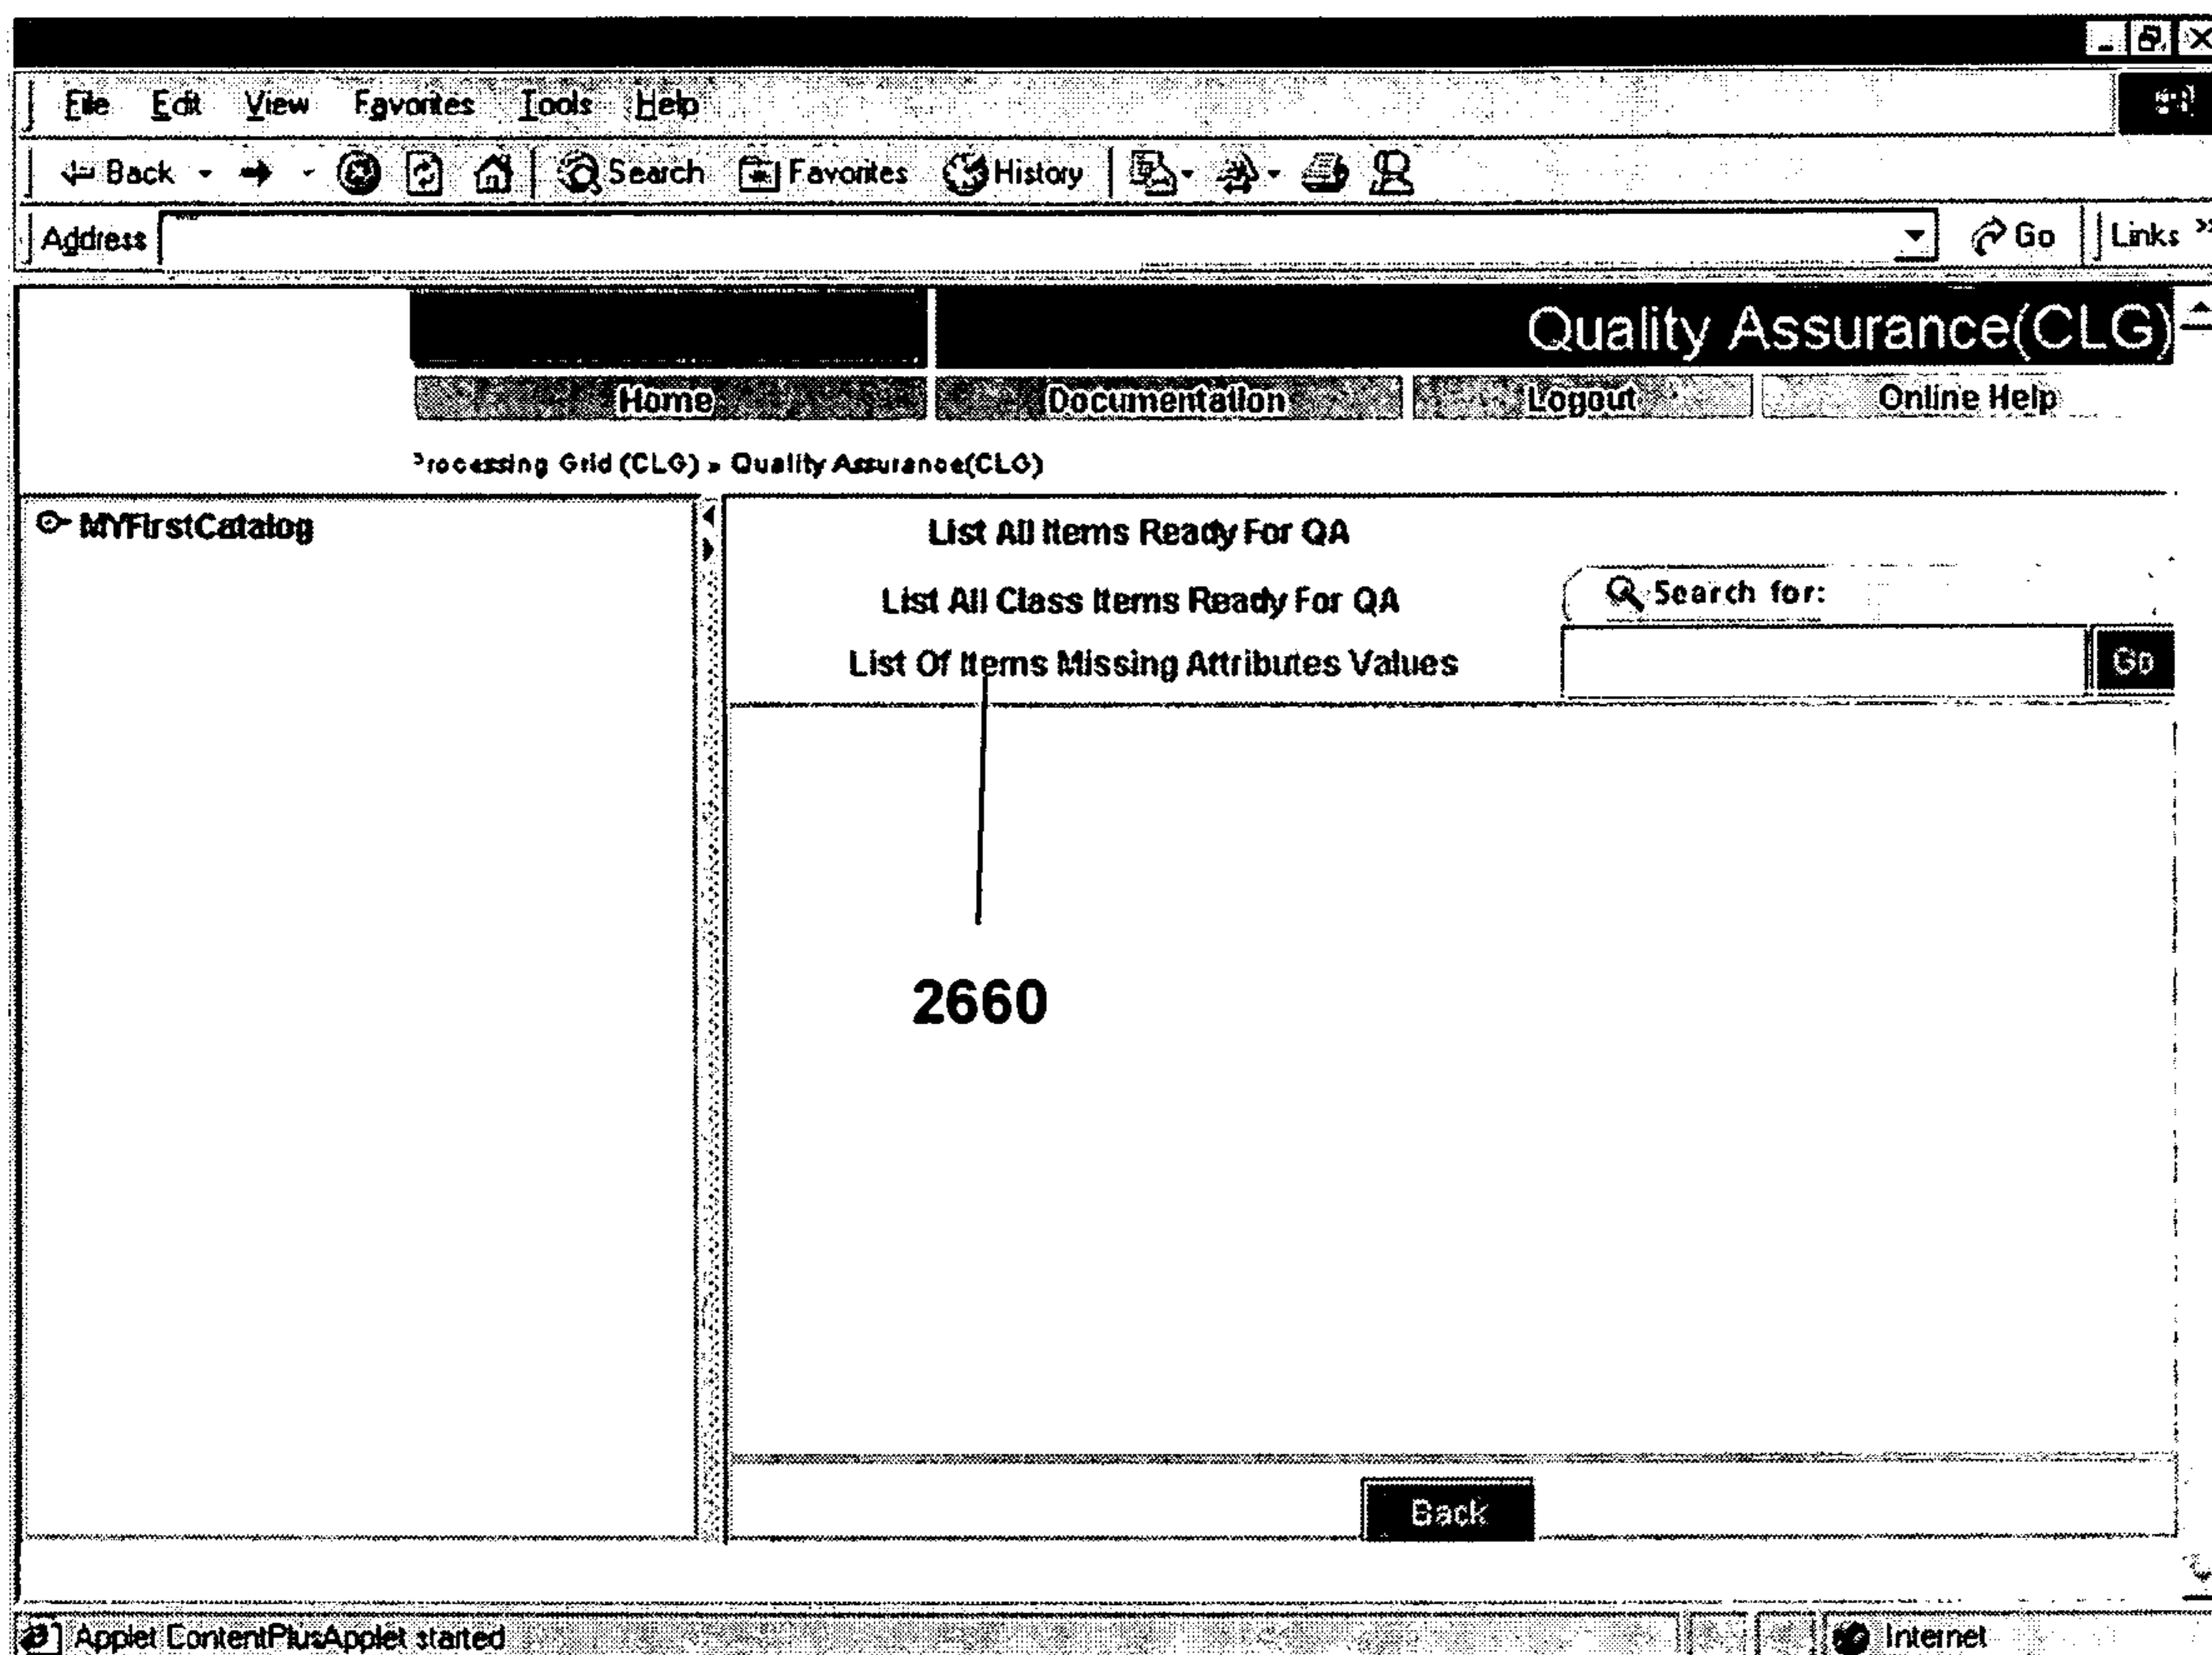 File Edit View Favorites Tools Help
Back Search Favorites History
Address Go Links »
Quality Assurance(CLG)
Home Documentation Logout Online Help
Processing Grid (CLG) » Quality Assurance(CLG)
MYFirstCatalog
List All Items Ready For QA
List All Class Items Ready For QA
Search for:
List Of Items Missing Attributes Values
Go
2660
Back
Applet ContentPlusApplet started Internet